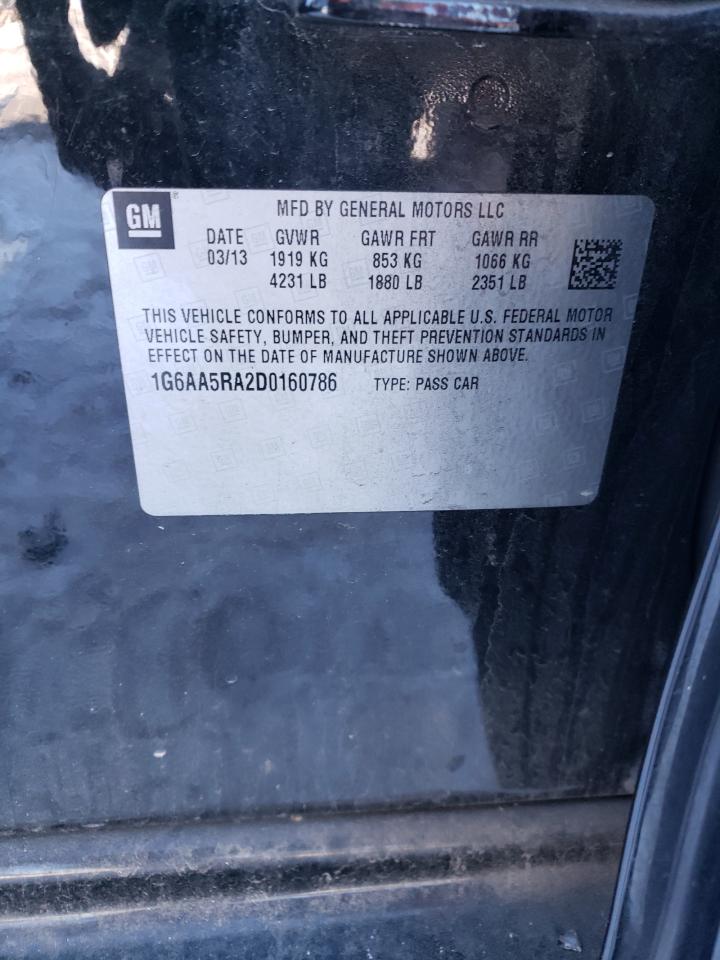 GM
MFD BY GENERAL MOTORS LLC
DATE GVWR GAWR FRT GAWR RR
03/13 1919 KG 853 KG 1066 KG
4231 LB 1880 LB 2351 LB
THIS VEHICLE CONFORMS TO ALL APPLICABLE U.S. FEDERAL MOTOR
VEHICLE SAFETY, BUMPER, AND THEFT PREVENTION STANDARDS IN
EFFECT ON THE DATE OF MANUFACTURE SHOWN ABOVE.
1G6AA5RA2D0160786 TYPE: PASS CAR